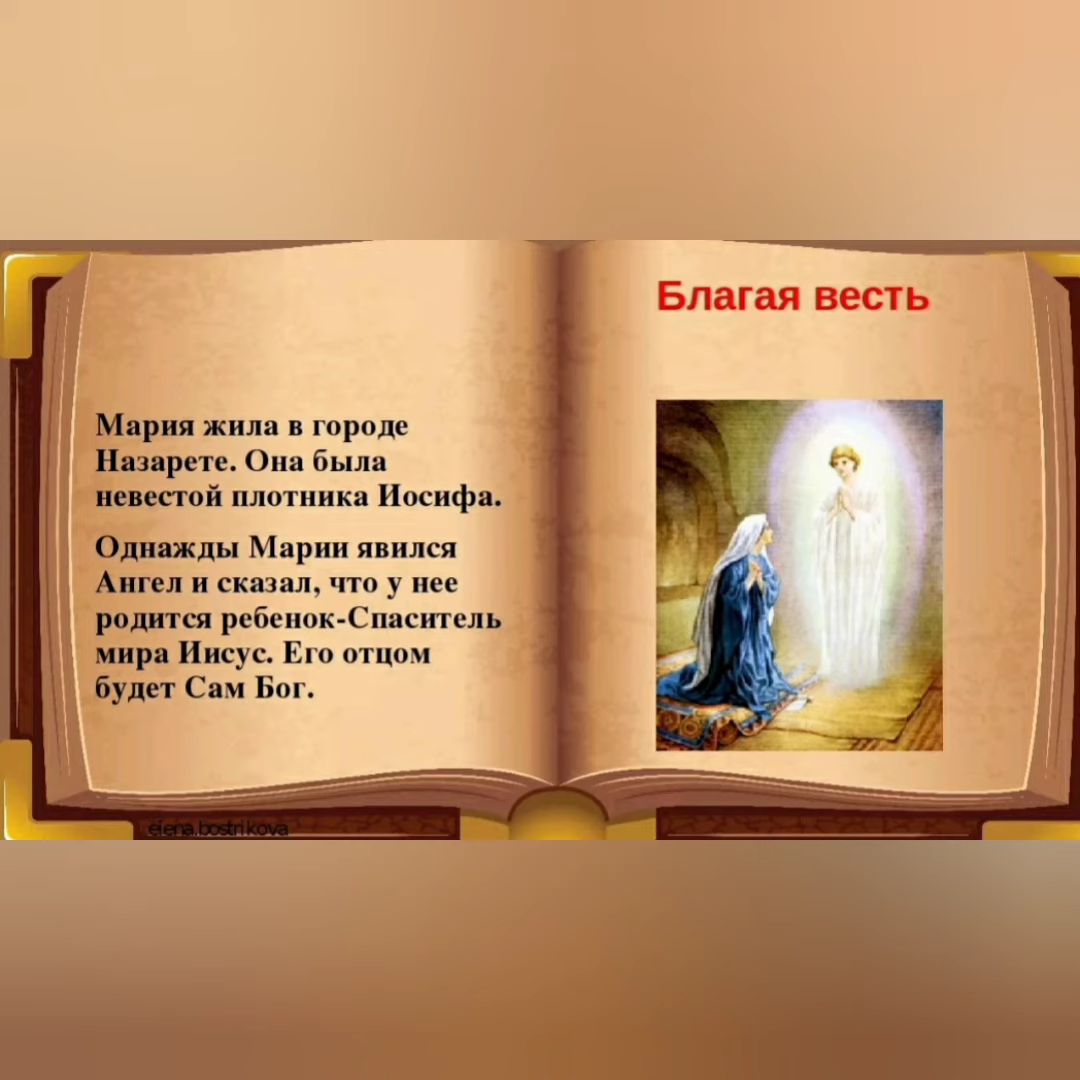 Мария жила в городе
Назарете. Она была
невестой плотника Иосифа.
Однажды Марии явился
Ангел и сказал, что у нее
родится ребенок-Спаситель
мира Иисус. Его отцом
будет Сам Бог.
Благая весть
elena.bostrikova